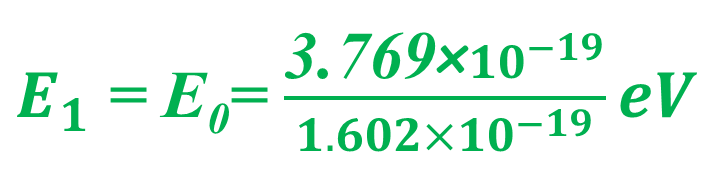 E₁ = E₀= 3.769×10⁻¹⁹ / 1.602×10⁻¹⁹ eV